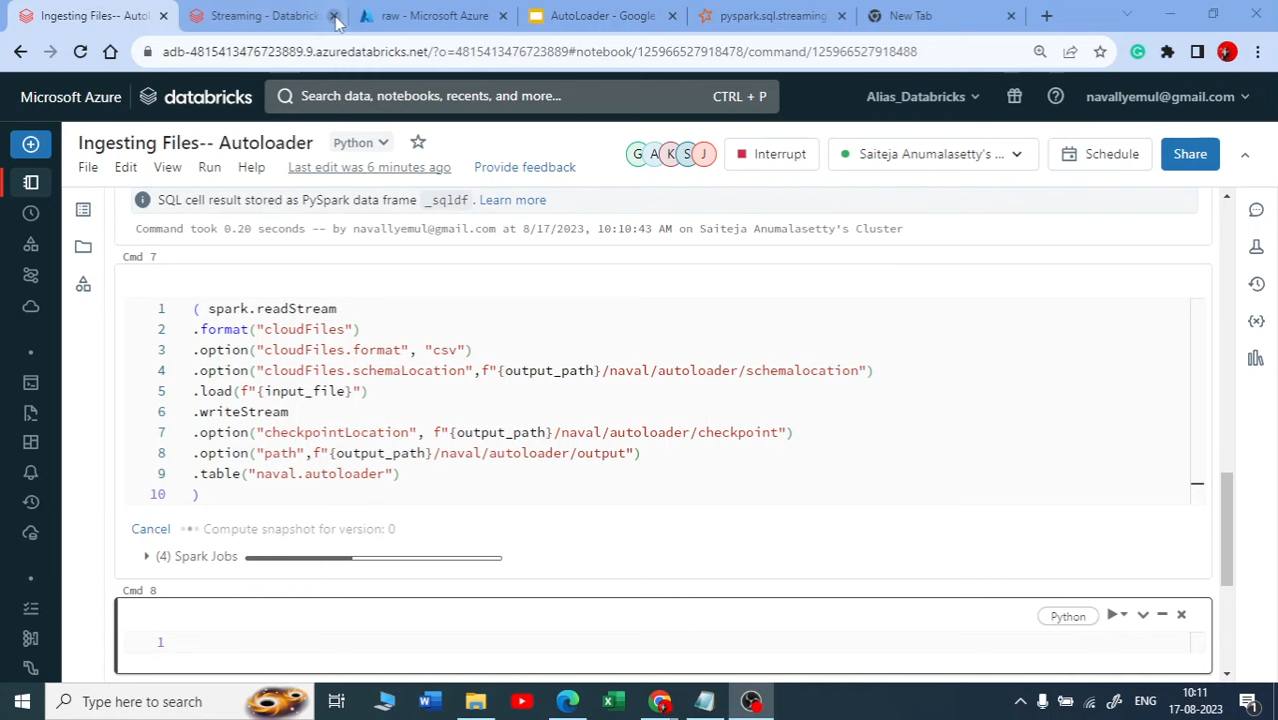 Ingesting Files-- Autol
Streaming - Databrick
raw - Microsoft Azure
AutoLoader - Google
pyspark.sql.streaming
New Tab
adb-4815413476723889.9.azuredatabricks.net/?o=4815413476723889#notebook/125966527918478/command/125966527918488
Microsoft Azure
databricks
Search data, notebooks, recents, and more...
CTRL + P
Alias_Databricks
navallyemul@gmail.com
Ingesting Files-- Autoloader
Python
G A K S J
Interrupt
Saiteja Anumalasetty's ...
Schedule
Share
File Edit View Run Help Last edit was 6 minutes ago Provide feedback
SQL cell result stored as PySpark data frame _sqldf . Learn more
Command took 0.20 seconds -- by navallyemul@gmail.com at 8/17/2023, 10:10:43 AM on Saiteja Anumalasetty's Cluster
Cmd 7
1 ( spark.readStream
2 .format("cloudFiles")
3 .option("cloudFiles.format", "csv")
4 .option("cloudFiles.schemaLocation",f"{output_path}/naval/autoloader/schemalocation")
5 .load(f"{input_file}")
6 .writeStream
7 .option("checkpointLocation", f"{output_path}/naval/autoloader/checkpoint")
8 .option("path",f"{output_path}/naval/autoloader/output")
9 .table("naval.autoloader")
10 )
Cancel Compute snapshot for version: 0
(4) Spark Jobs
Cmd 8
Python
1
Type here to search
ENG
10:11
17-08-2023
1